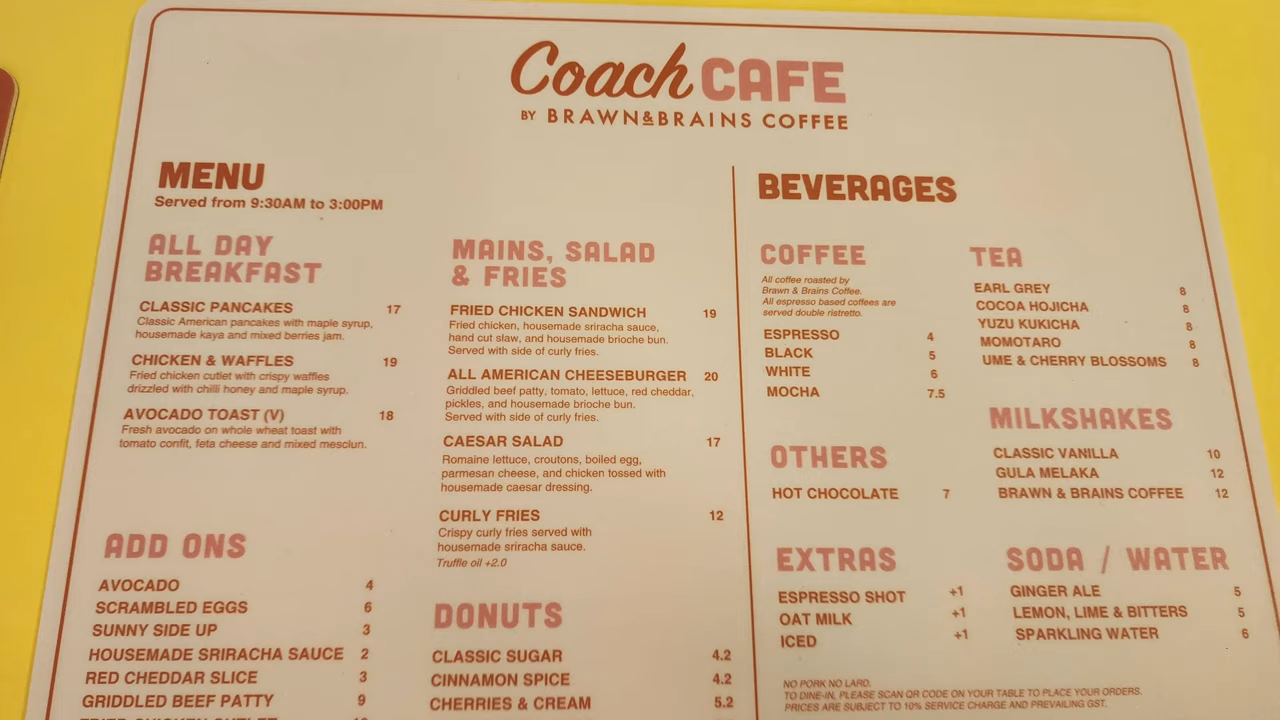 Coach CAFE
BY BRAWN&BRAINS COFFEE
MENU
Served from 9:30AM to 3:00PM
ALL DAY
BREAKFAST
CLASSIC PANCAKES 17
Classic American pancakes with maple syrup,
housemade kaya and mixed berries jam.
CHICKEN & WAFFLES 19
Fried chicken cutlet with crispy waffles
drizzled with chilli honey and maple syrup.
AVOCADO TOAST (V) 18
Fresh avocado on whole wheat toast with
tomato confit, feta cheese and mixed mesclun.
ADD ONS
AVOCADO 4
SCRAMBLED EGGS 6
SUNNY SIDE UP 3
HOUSEMADE SRIRACHA SAUCE 2
RED CHEDDAR SLICE 3
GRIDDLED BEEF PATTY 9
MAINS, SALAD
& FRIES
FRIED CHICKEN SANDWICH 19
Fried chicken, housemade sriracha sauce,
hand cut slaw, and housemade brioche bun.
Served with side of curly fries.
ALL AMERICAN CHEESEBURGER 20
Griddled beef patty, tomato, lettuce, red cheddar,
pickles, and housemade brioche bun.
Served with side of curly fries.
CAESAR SALAD 17
Romaine lettuce, croutons, boiled egg,
parmesan cheese, and chicken tossed with
housemade caesar dressing.
CURLY FRIES 12
Crispy curly fries served with
housemade sriracha sauce.
Truffle oil +2.0
DONUTS
CLASSIC SUGAR 4.2
CINNAMON SPICE 4.2
CHERRIES & CREAM 5.2
BEVERAGES
COFFEE
All coffee roasted by
Brawn & Brains Coffee.
All espresso based coffees are
served double ristretto.
ESPRESSO 4
BLACK 5
WHITE 6
MOCHA 7.5
OTHERS
HOT CHOCOLATE 7
EXTRAS
ESPRESSO SHOT +1
OAT MILK +1
ICED +1
TEA
EARL GREY 8
COCOA HOJICHA 8
YUZU KUKICHA 8
MOMOTARO 8
UME & CHERRY BLOSSOMS 8
MILKSHAKES
CLASSIC VANILLA 10
GULA MELAKA 12
BRAWN & BRAINS COFFEE 12
SODA / WATER
GINGER ALE 5
LEMON, LIME & BITTERS 5
SPARKLING WATER 6
NO PORK NO LARD.
TO DINE-IN, PLEASE SCAN QR CODE ON YOUR TABLE TO PLACE YOUR ORDERS.
PRICES ARE SUBJECT TO 10% SERVICE CHARGE AND PREVAILING GST.